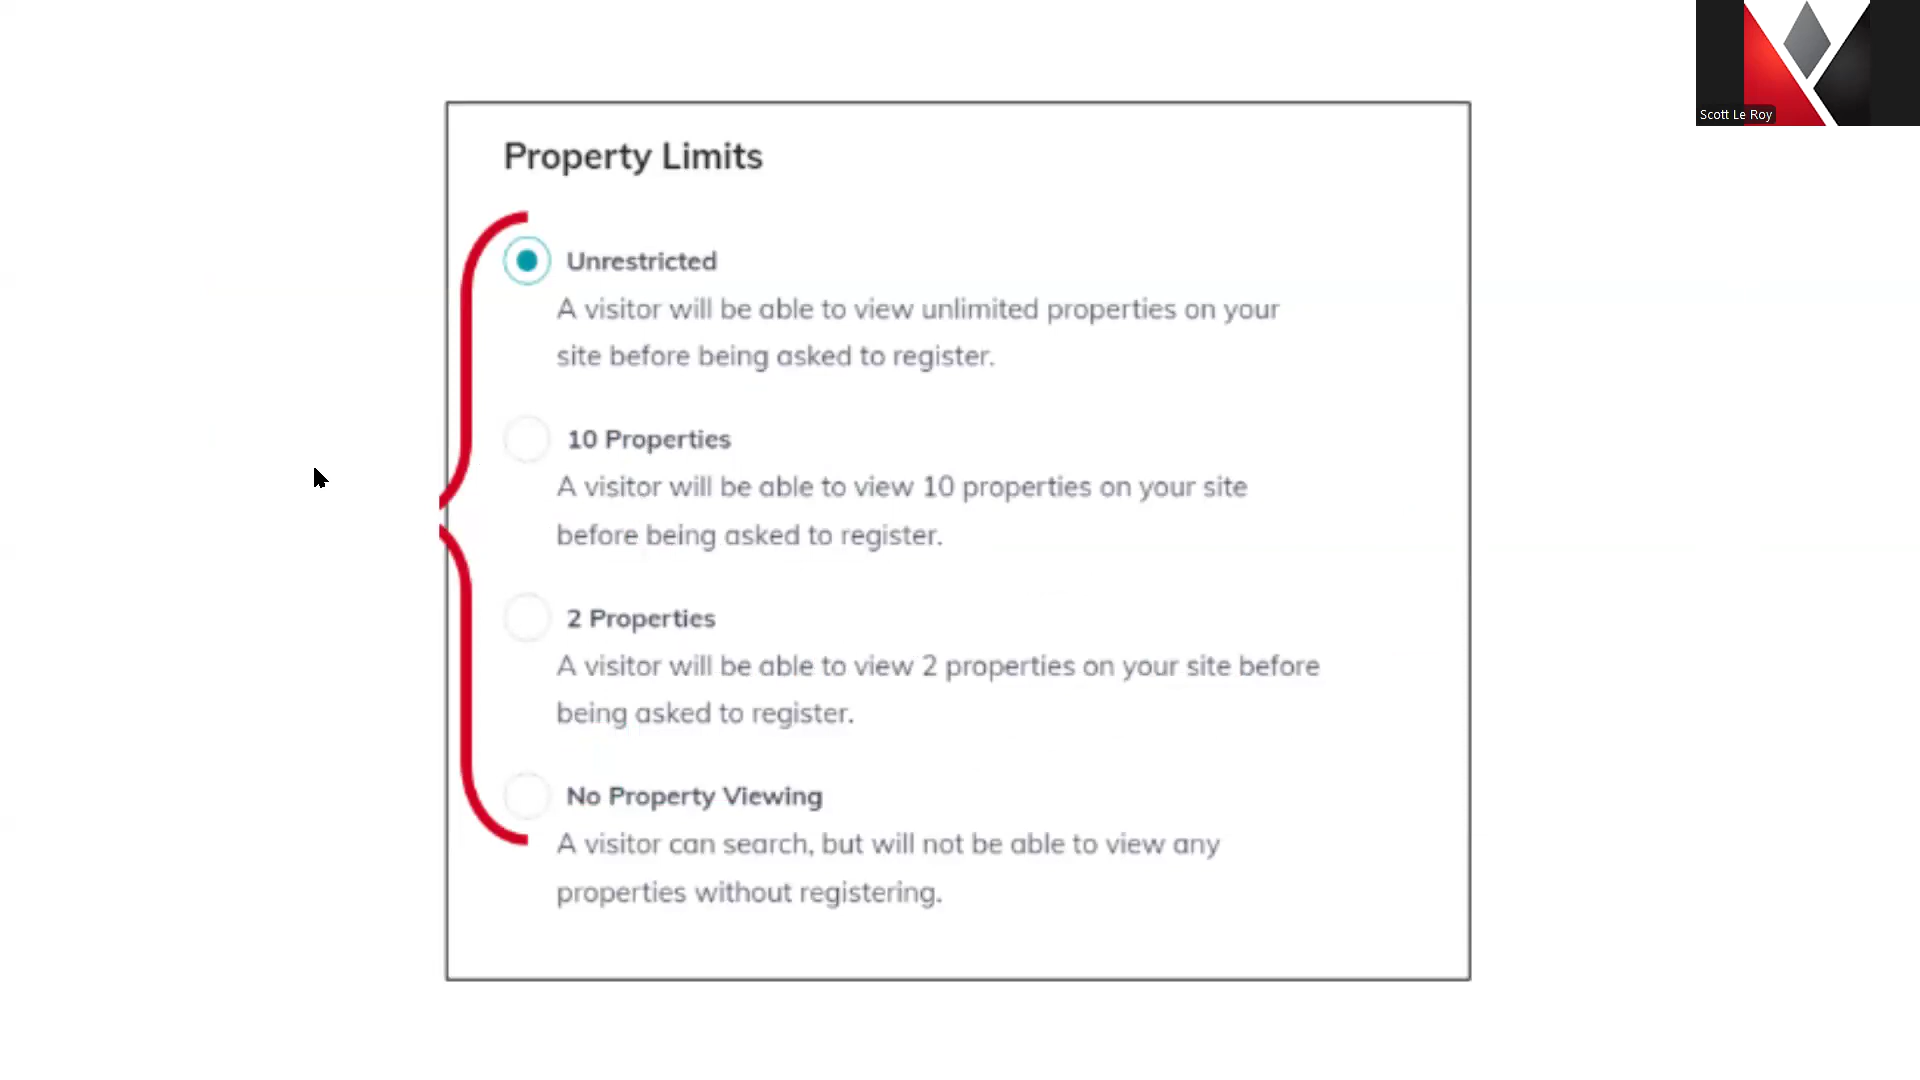 Scott Le Roy
Property Limits
Unrestricted
A visitor will be able to view unlimited properties on your
site before being asked to register.
10 Properties
A visitor will be able to view 10 properties on your site
before being asked to register.
2 Properties
A visitor will be able to view 2 properties on your site before
being asked to register.
No Property Viewing
A visitor can search, but will not be able to view any
properties without registering.